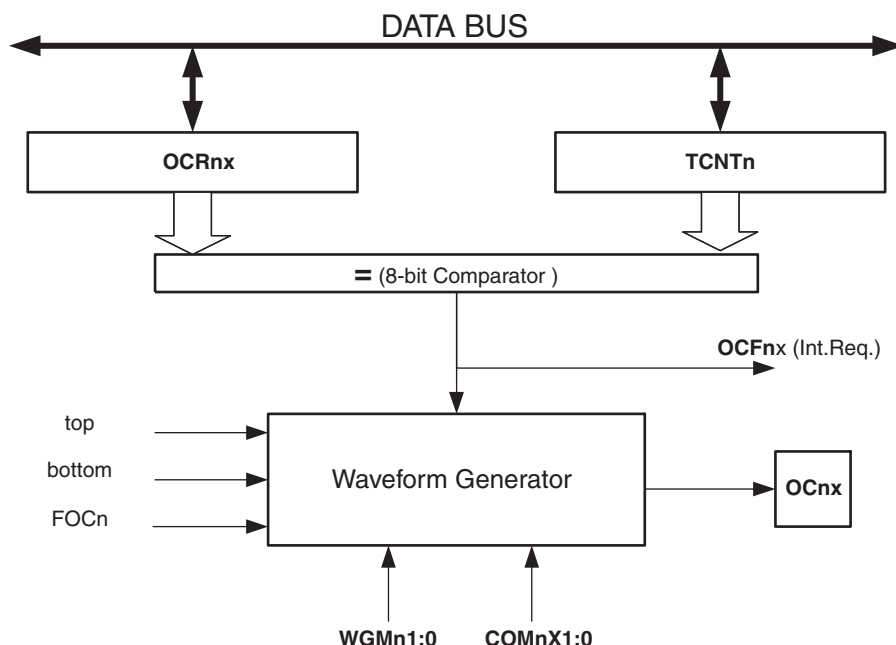 DATA BUS
OCRnx
TCNTn
= (8-bit Comparator )
OCFnx (Int.Req.)
top
bottom
FOCn
Waveform Generator
OCnx
WGMn1:0
COMnX1:0